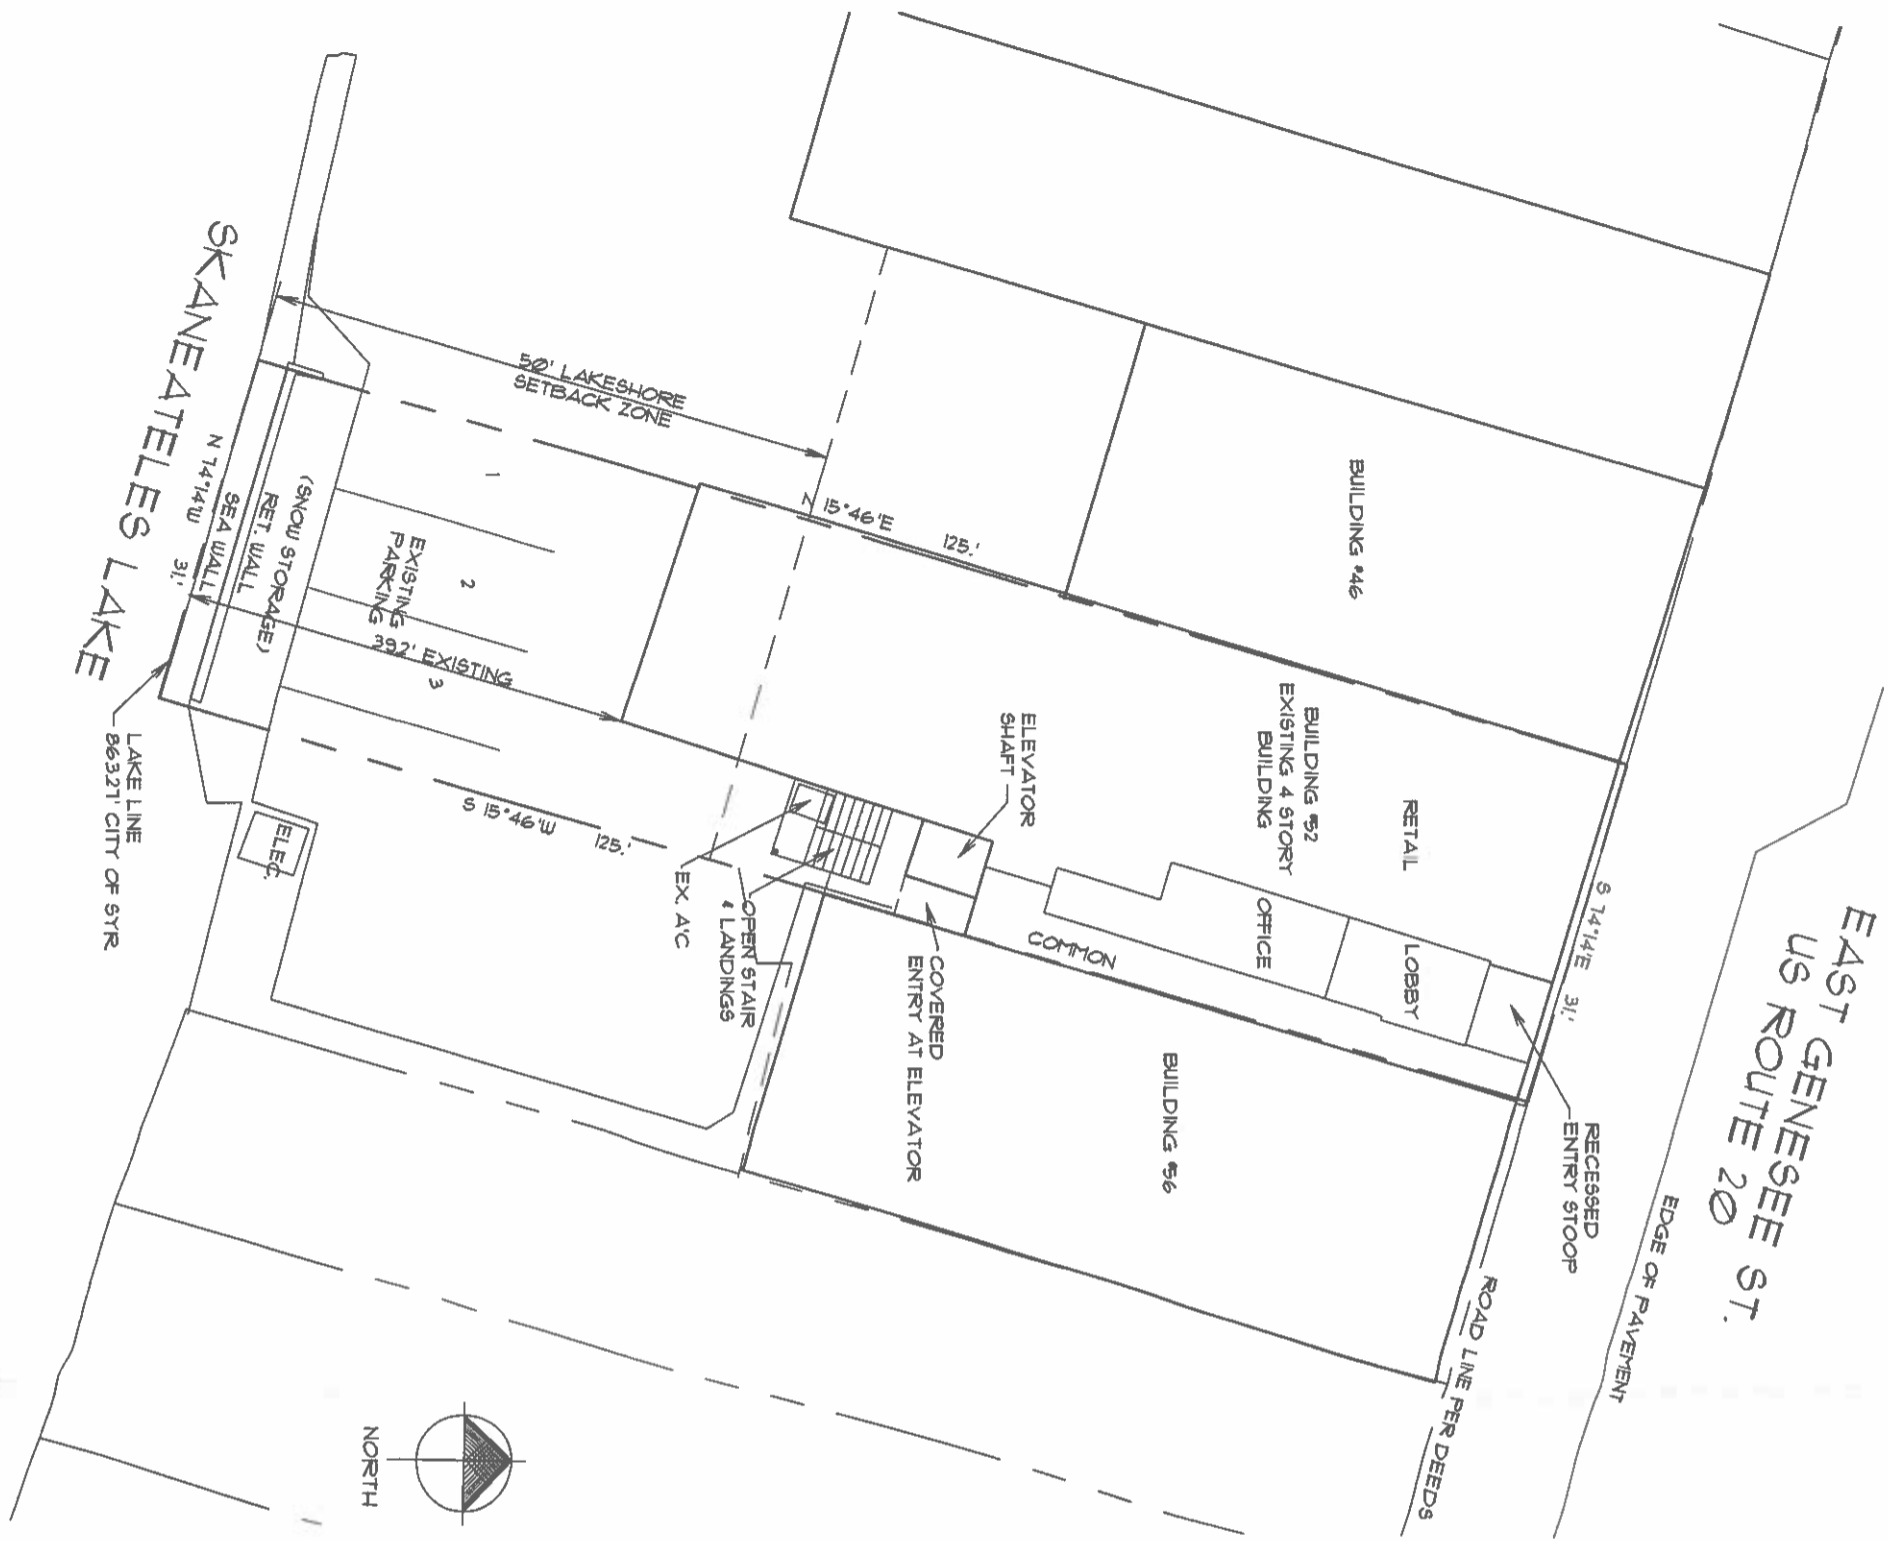 EAST GENESEE ST.
US ROUTE 20
EDGE OF PAVEMENT
ROAD LINE PER DEEDS
S 74°14'E 31.'
RECESSED
ENTRY STOOP
BUILDING #46
BUILDING #52
EXISTING 4 STORY
BUILDING
RETAIL
OFFICE
LOBBY
COMMON
BUILDING #56
ELEVATOR
SHAFT
COVERED
ENTRY AT ELEVATOR
OPEN STAIR
& LANDINGS
EX. A'C
N 15°46'E 125.'
S 15°46'W 125.'
50' LAKESHORE
SETBACK ZONE
1
2
3
EXISTING
PARKING
39.2' EXISTING
(SNOW STORAGE)
RET. WALL
SEA WALL
N 74°14'W 31.'
SKANEATELES LAKE
LAKE LINE
863.27' CITY OF SYR
ELEC.
NORTH